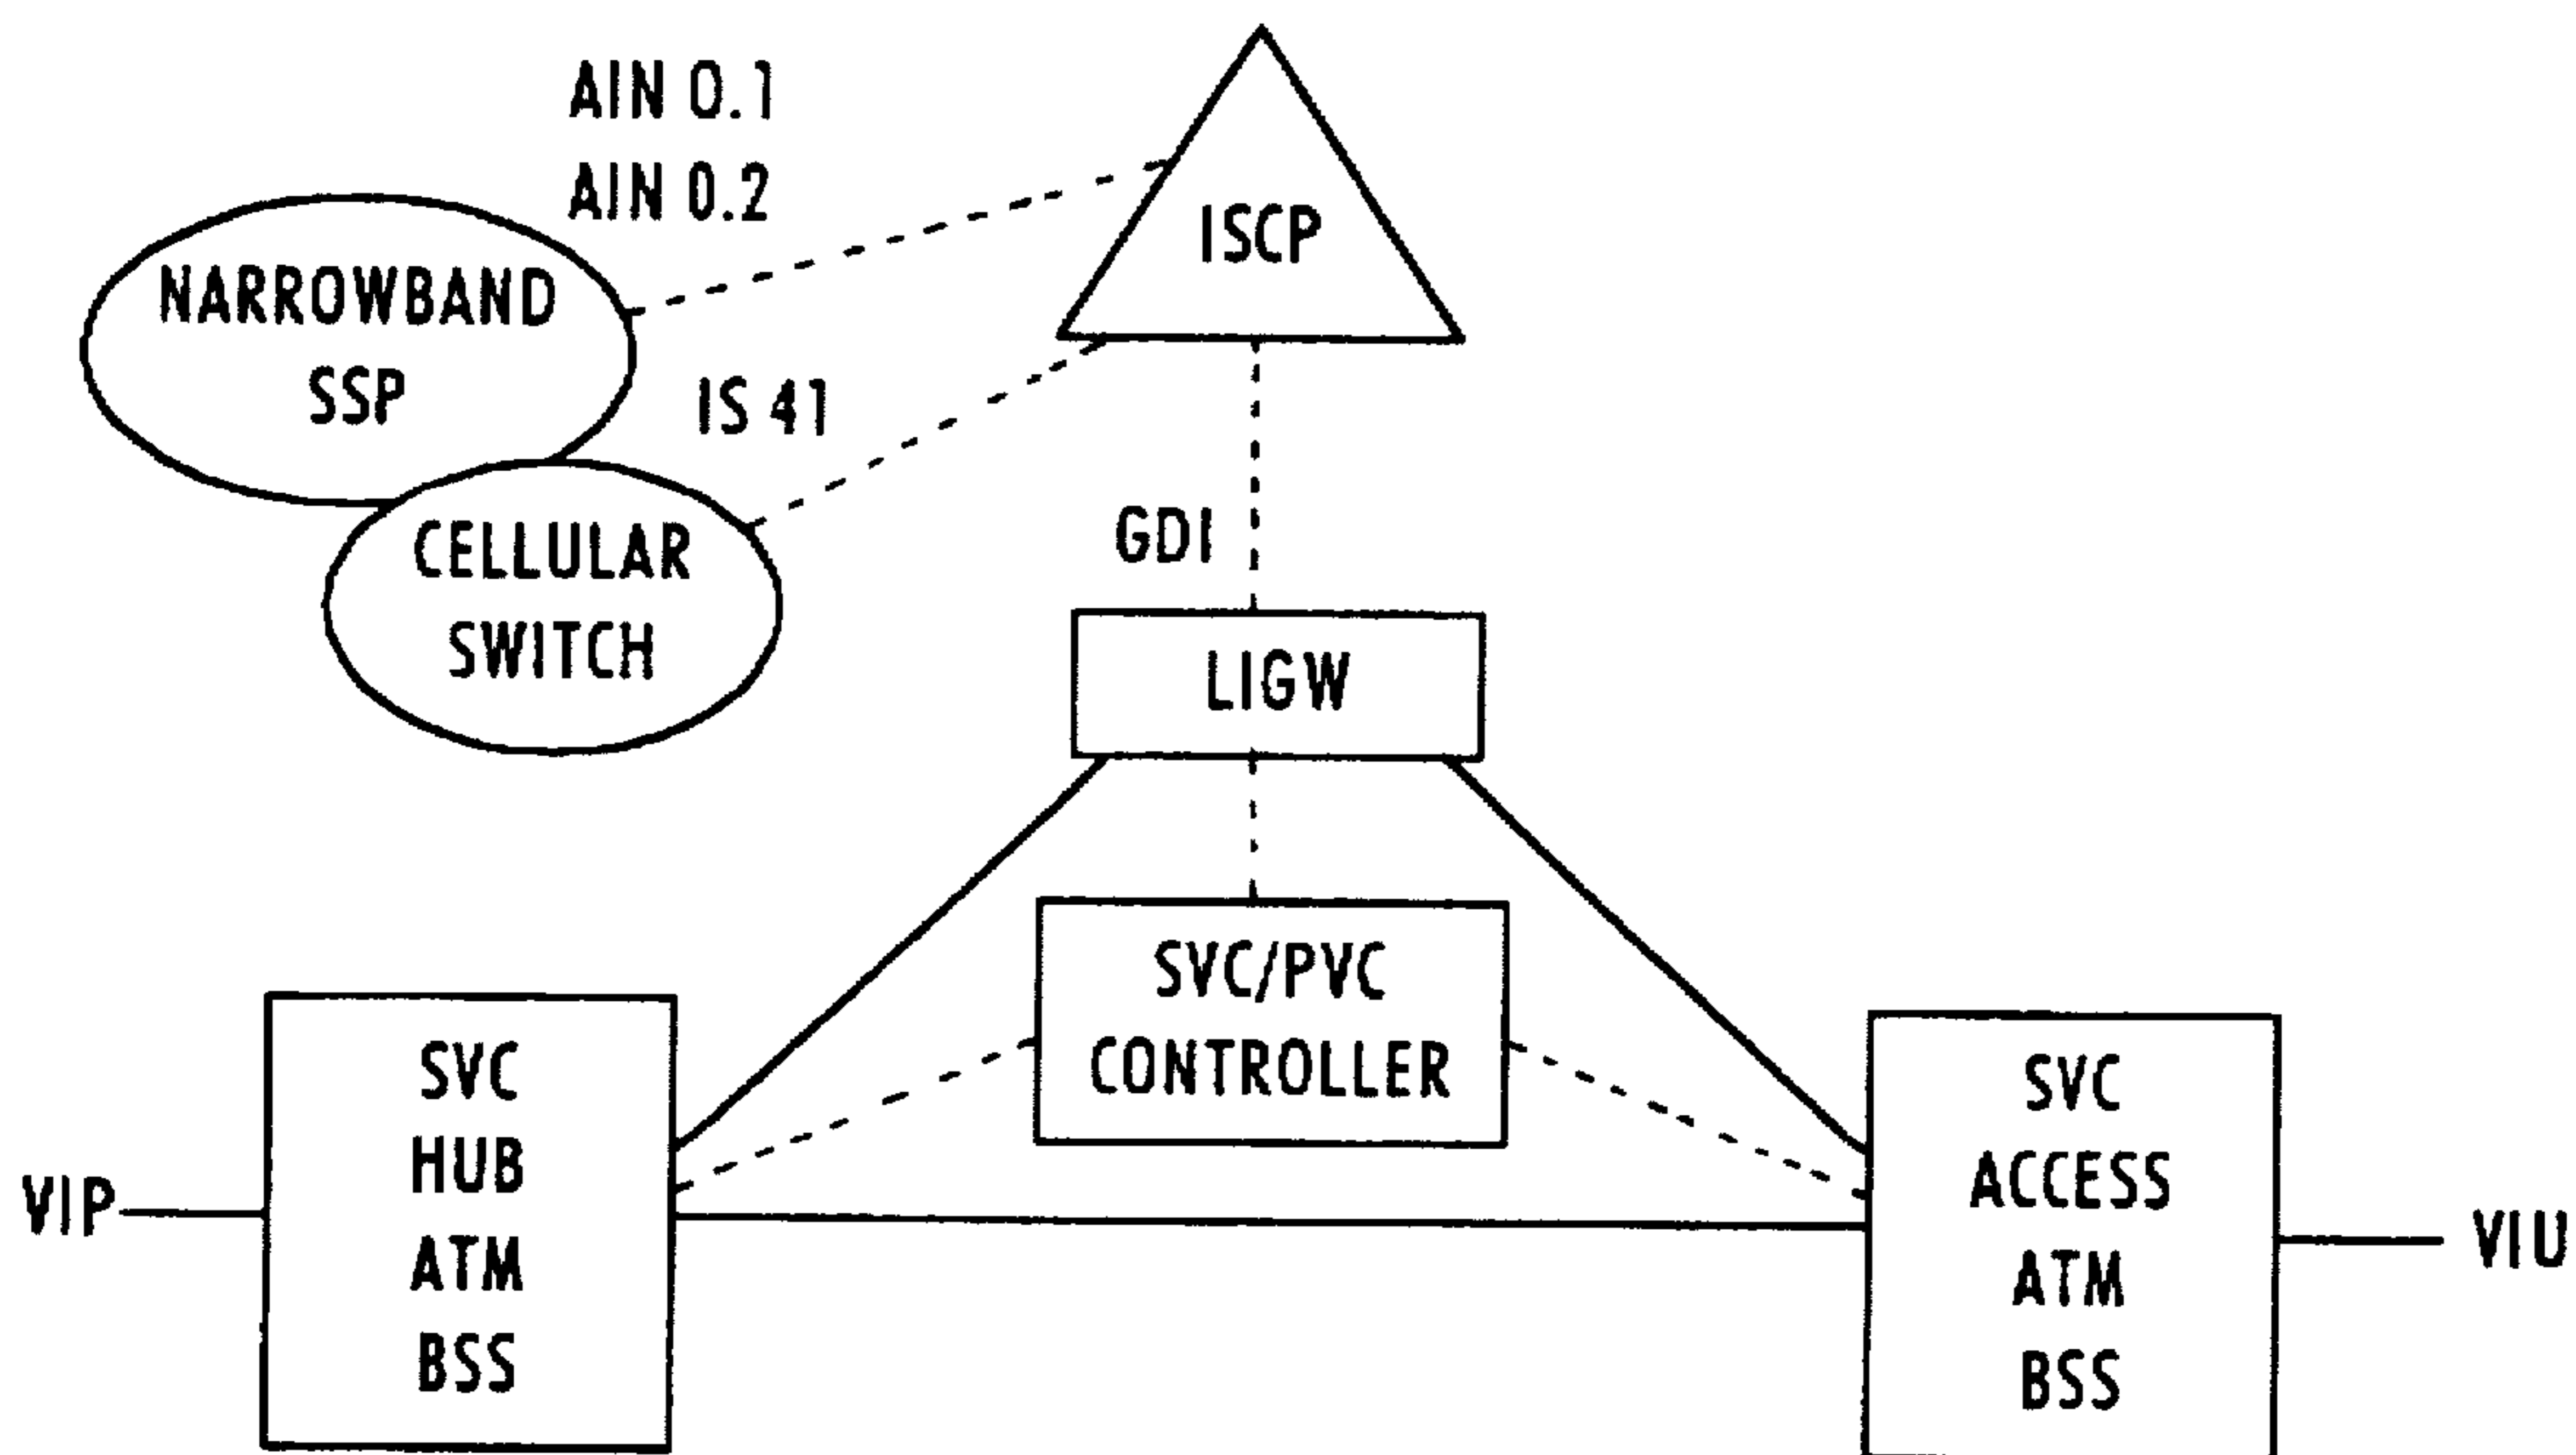 AIN 0.1
AIN 0.2
ISCP
NARROWBAND
SSP
IS 41
CELLULAR
SWITCH
GDI
LIGW
SVC/PVC
CONTROLLER
SVC
HUB
ATM
BSS
VIP
SVC
ACCESS
ATM
BSS
VIU